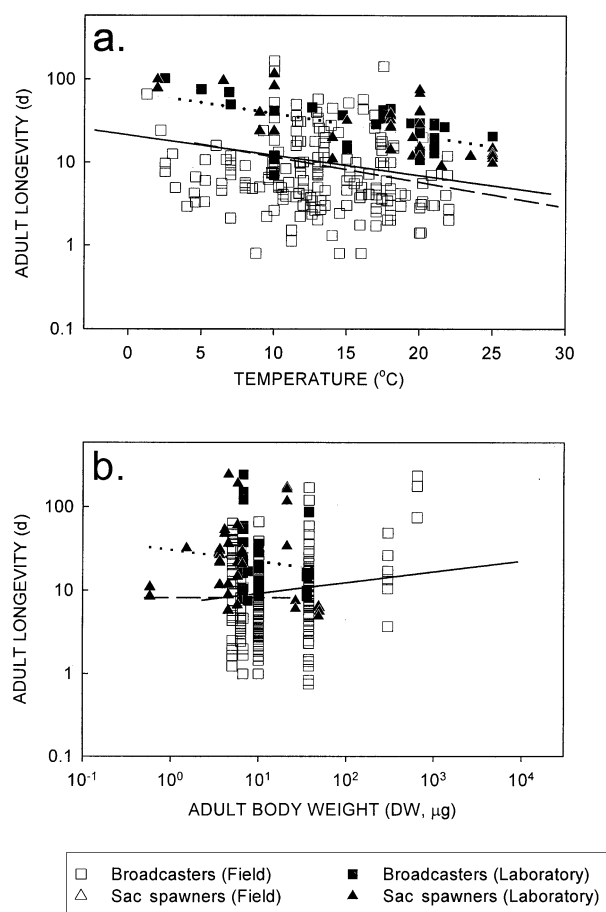 a.
ADULT LONGEVITY (d)
100
10
1
0.1
0 5 10 15 20 25 30
TEMPERATURE (°C)
b.
ADULT LONGEVITY (d)
100
10
1
0.1
10⁻¹ 10⁰ 10¹ 10² 10³ 10⁴
ADULT BODY WEIGHT (DW, µg)
Broadcasters (Field) Broadcasters (Laboratory)
Sac spawners (Field) Sac spawners (Laboratory)